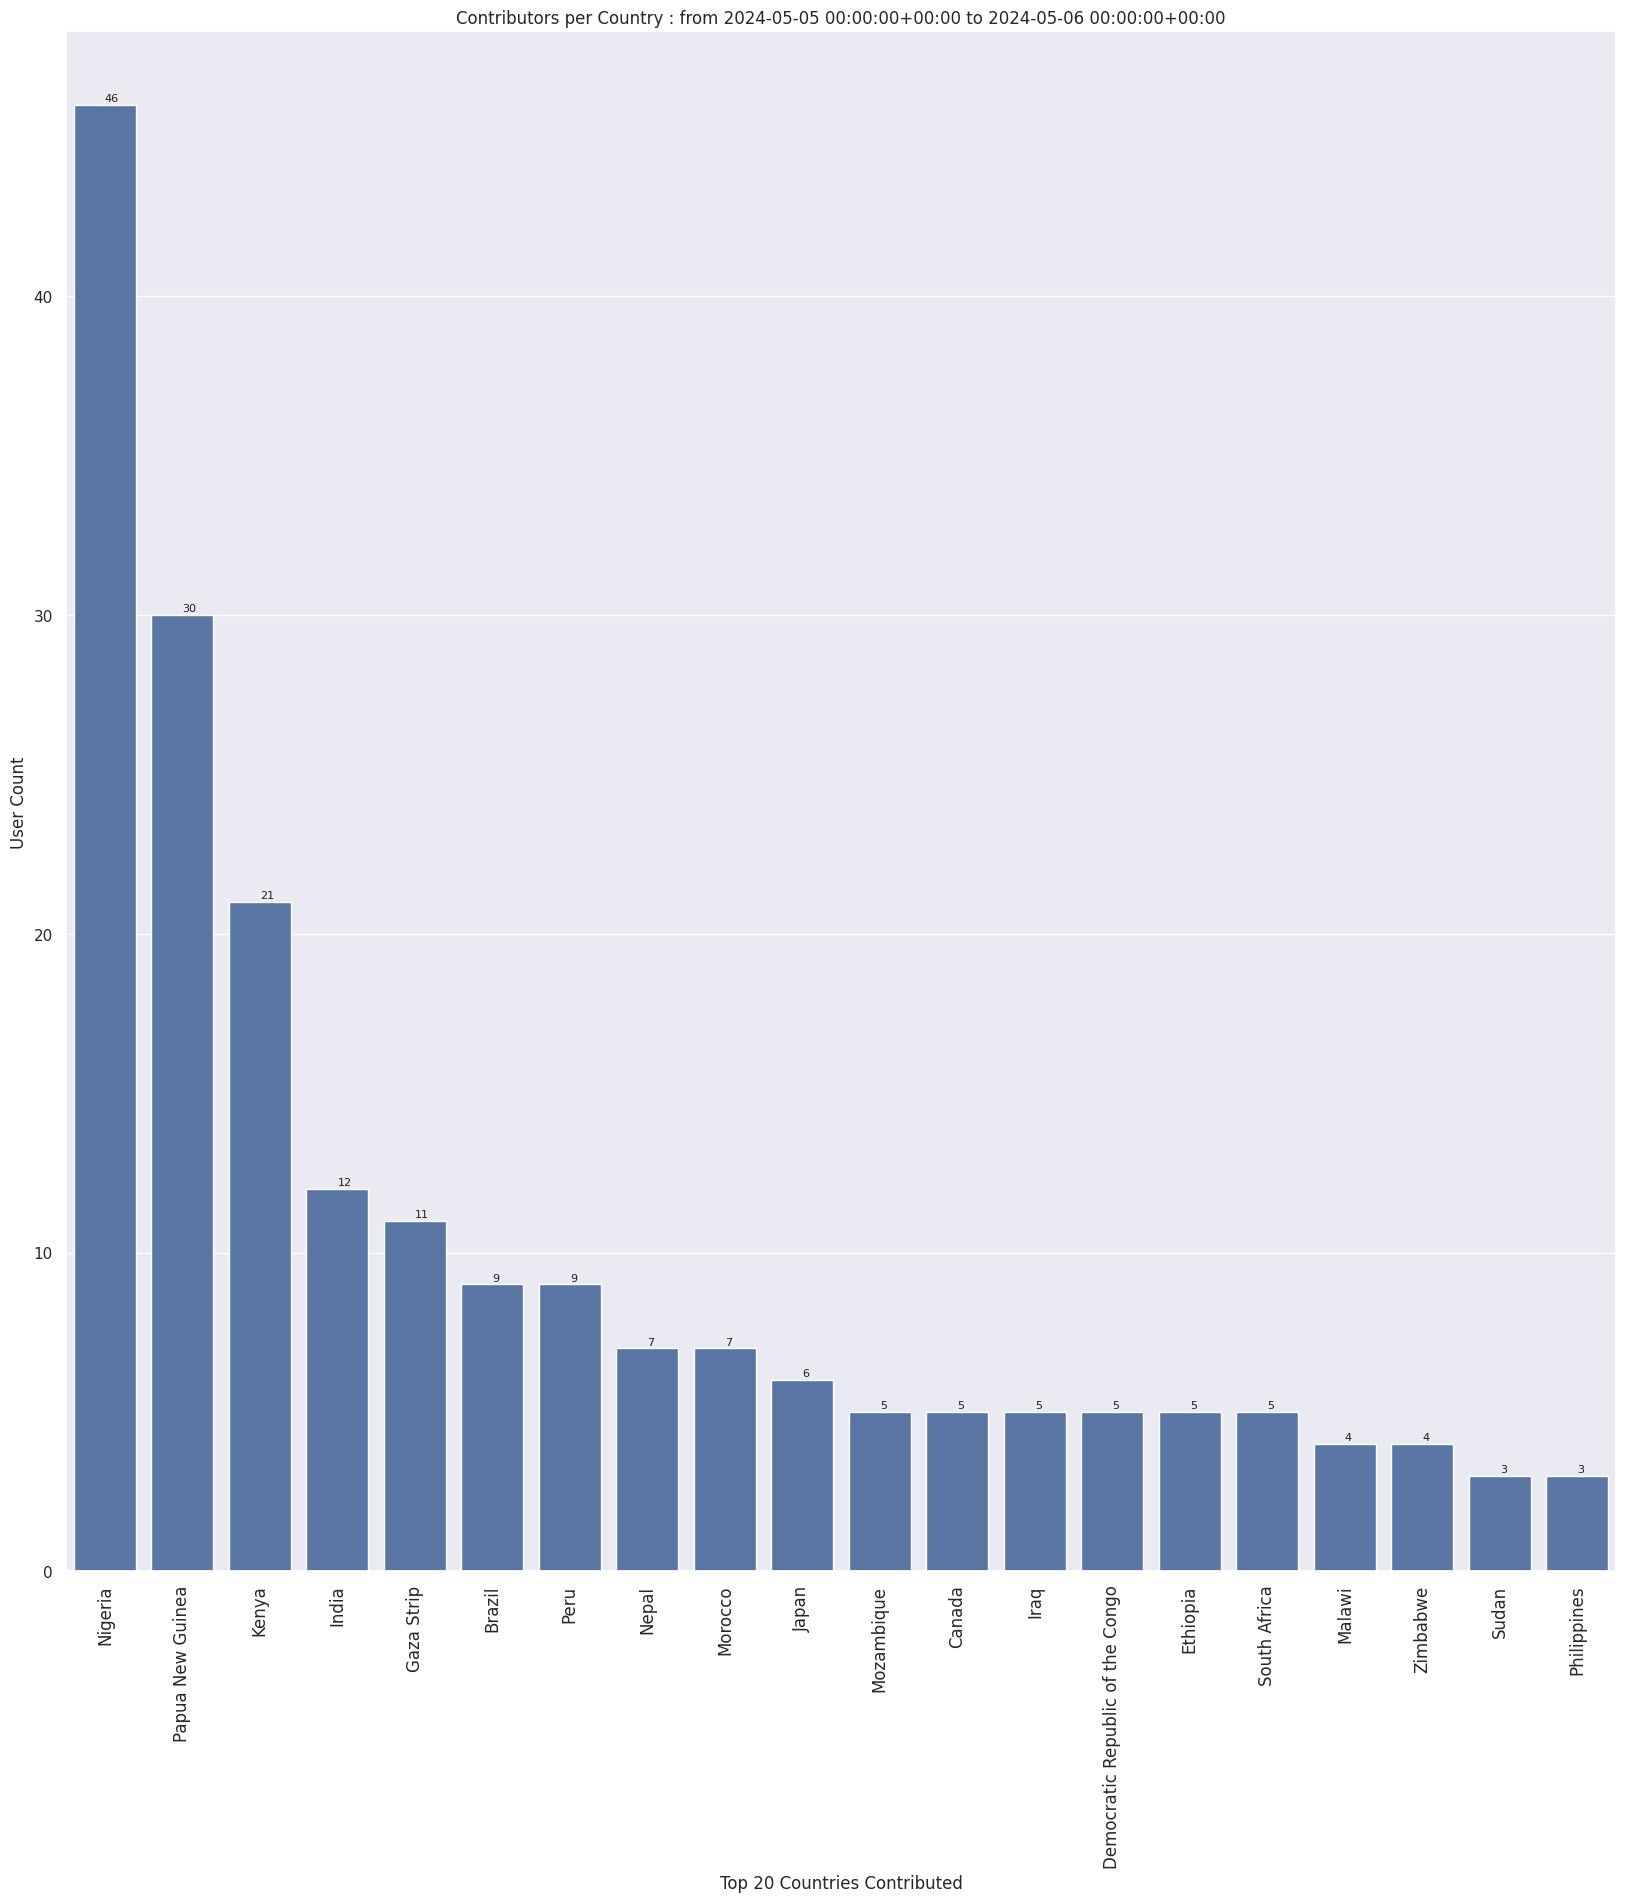 Contributors per Country : from 2024-05-05 00:00:00+00:00 to 2024-05-06 00:00:00+00:00
User Count
40
30
20
10
0
46
30
21
12
11
9
9
7
7
6
5
5
5
5
5
5
4
4
3
3
Nigeria
Papua New Guinea
Kenya
India
Gaza Strip
Brazil
Peru
Nepal
Morocco
Japan
Mozambique
Canada
Iraq
Democratic Republic of the Congo
Ethiopia
South Africa
Malawi
Zimbabwe
Sudan
Philippines
Top 20 Countries Contributed